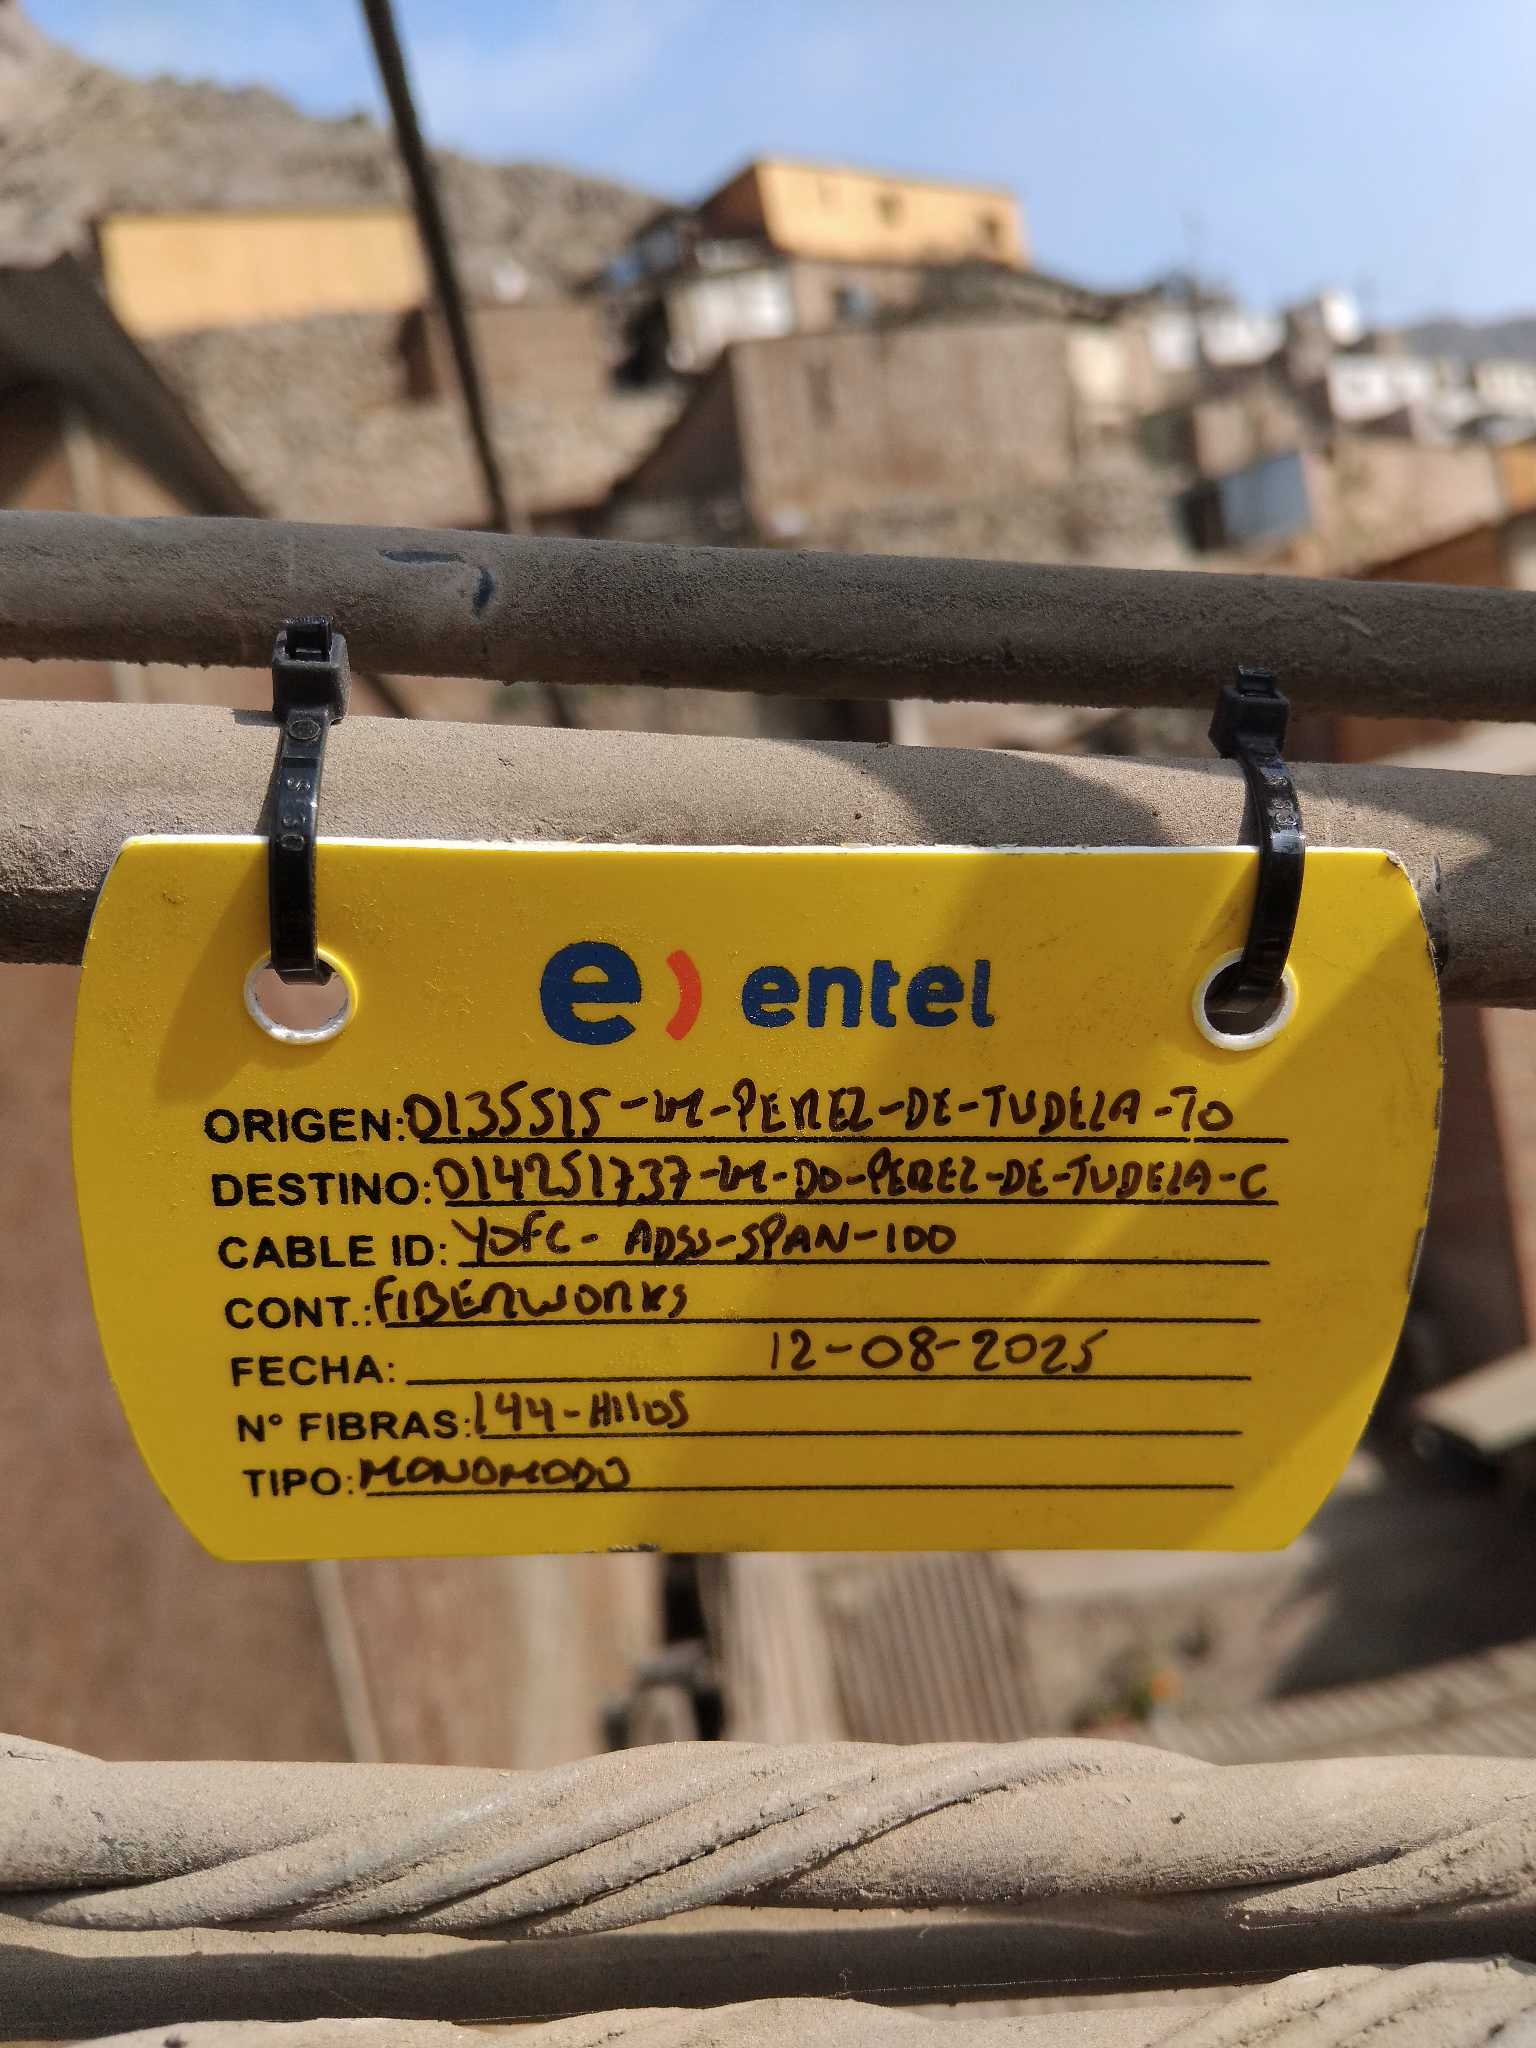 e) entel
ORIGEN: 0135515-LM-PEREZ-DE-TUDELA-TO
DESTINO: 014251737-LM-DO-PEREZ-DE-TUDELA-C
CABLE ID: YOFC- ADSS-SPAN-100
CONT.: FIBERWORKS
FECHA: 12-08-2025
N° FIBRAS: 144-HIlOS
TIPO: MONOMODO